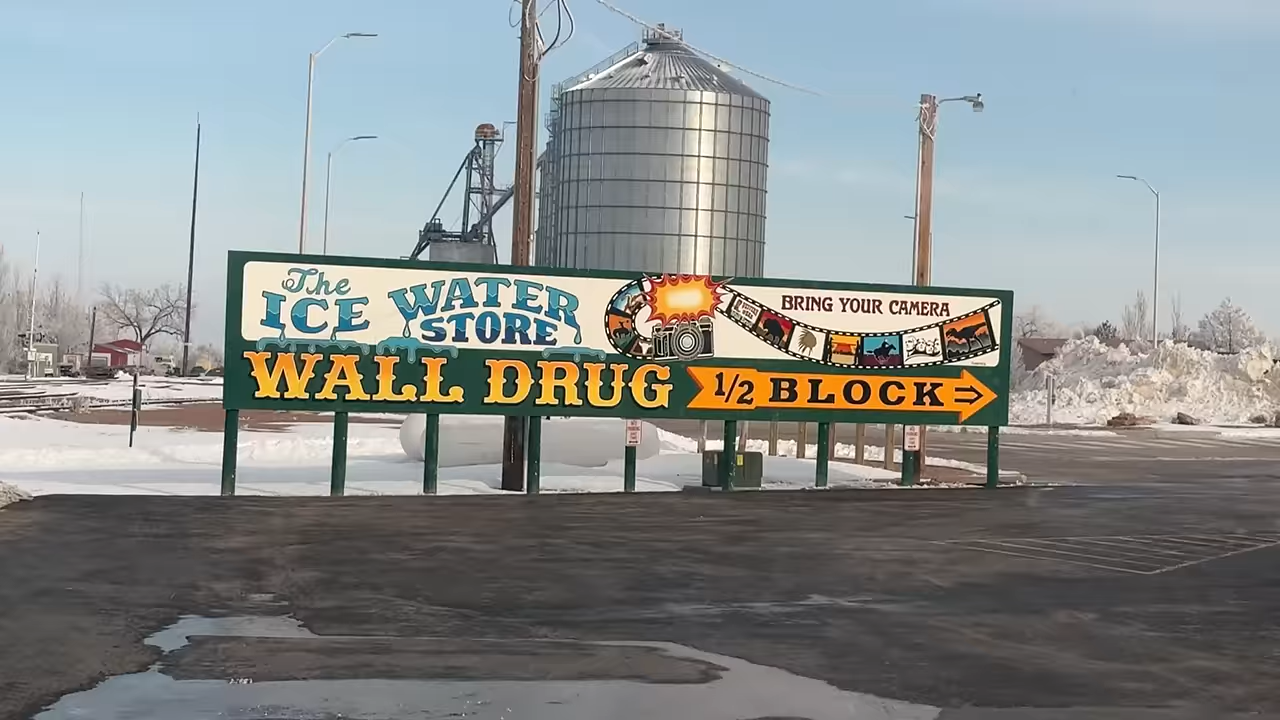 The
ICE WATER
STORE
WALL DRUG
BRING YOUR CAMERA
1/2 BLOCK